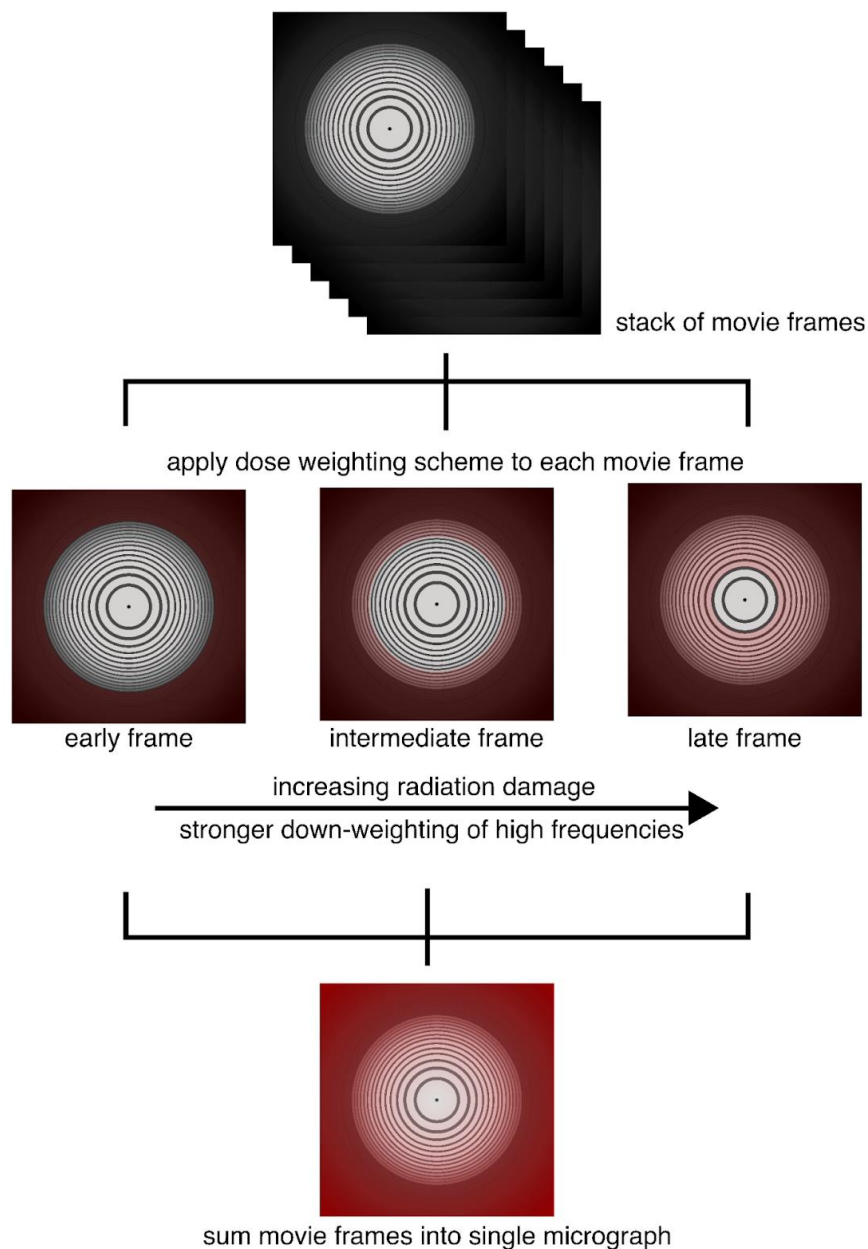 stack of movie frames
apply dose weighting scheme to each movie frame
early frame
intermediate frame
late frame
increasing radiation damage
stronger down-weighting of high frequencies
sum movie frames into single micrograph